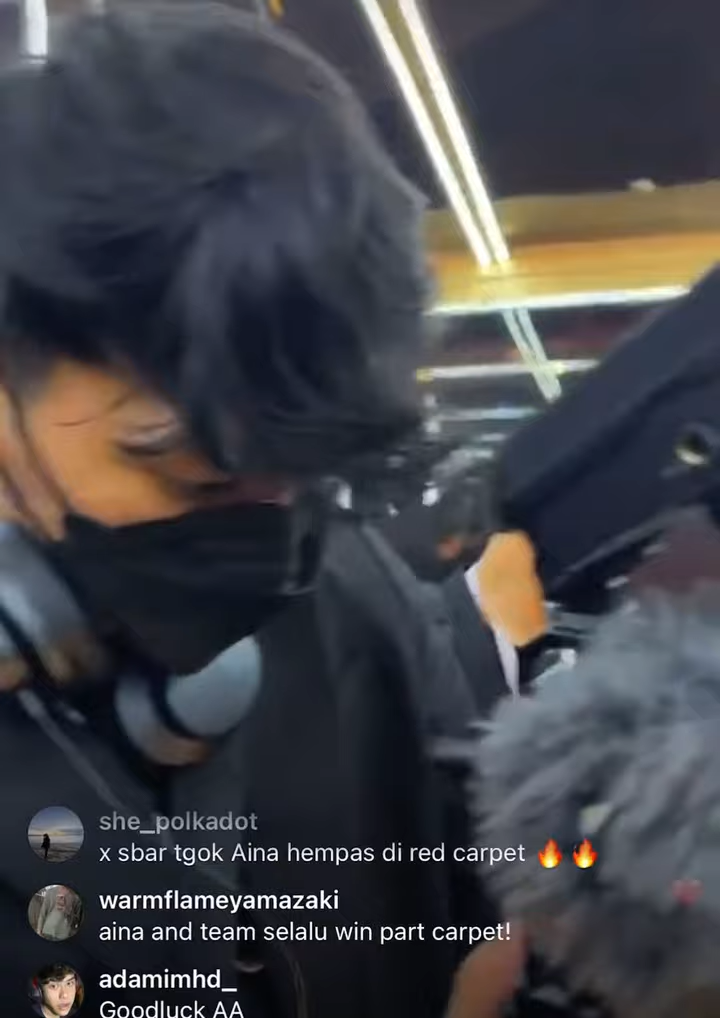 she_polkadot
x sbar tgok Aina hempas di red carpet 🔥🔥
warmflameyamazaki
aina and team selalu win part carpet!
adamimhd_
Goodluck AA